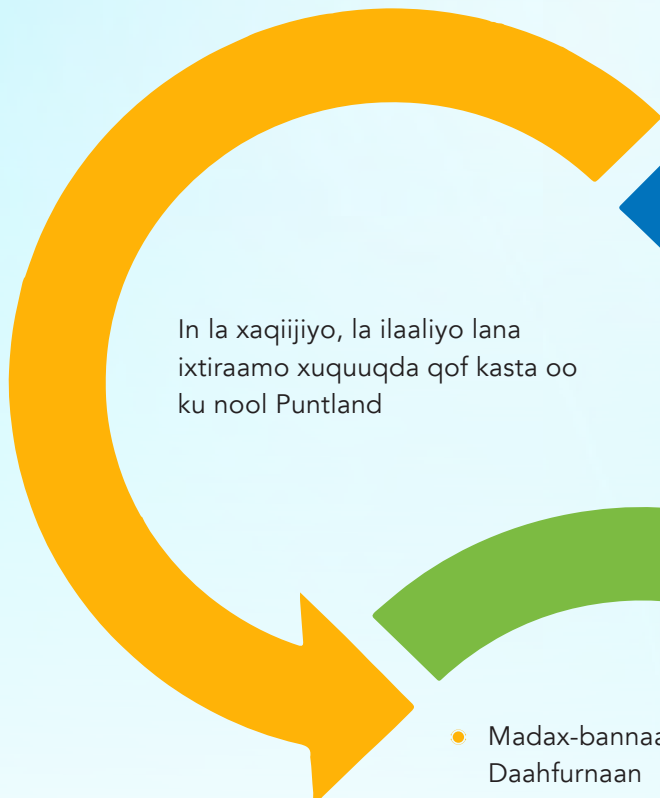 In la xaqiijiyo, la ilaaliyo lana
ixtiraamo xuquuqda qof kasta oo
ku nool Puntland
Daahfurnaan